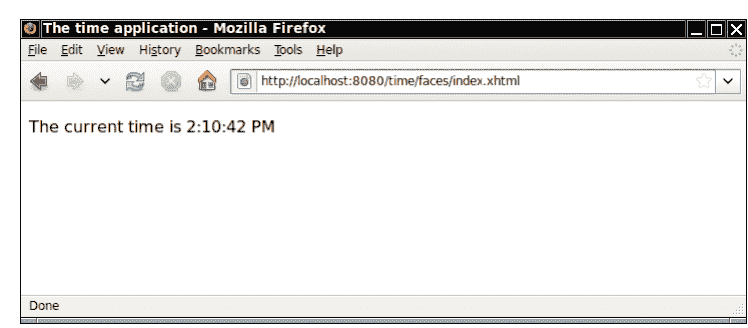 The time application - Mozilla Firefox
File Edit View History Bookmarks Tools Help
http://localhost:8080/time/faces/index.xhtml
The current time is 2:10:42 PM
Done